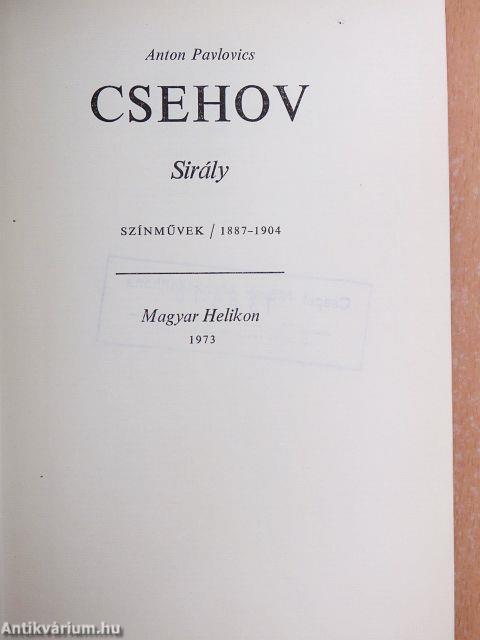 Anton Pavlovics
CSEHOV
Sirály
SZÍNMŰVEK / 1887–1904
Magyar Helikon
1973
Antikvárium.hu